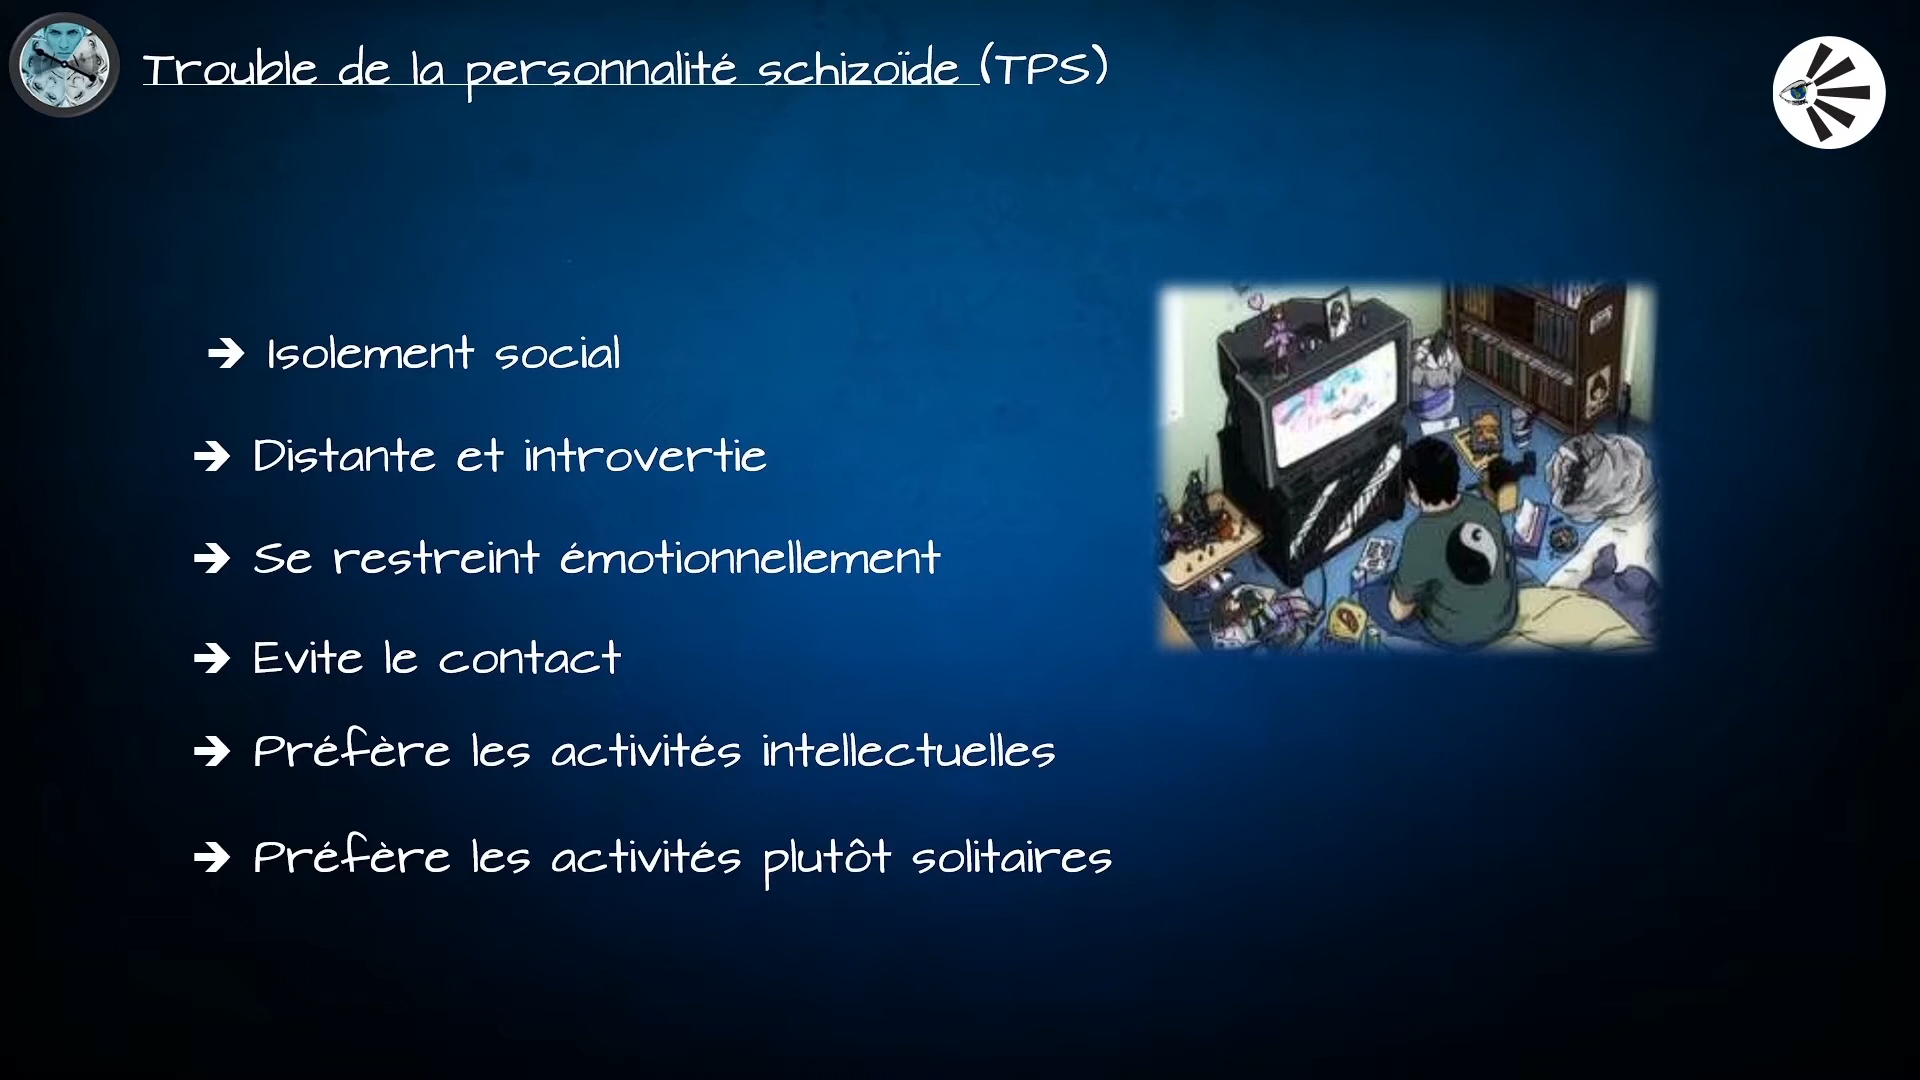 Trouble de la personnalité schizoïde (TPS)
➔ Isolement social
➔ Distante et introvertie
➔ Se restreint émotionnellement
➔ Evite le contact
➔ Préfère les activités intellectuelles
➔ Préfère les activités plutôt solitaires